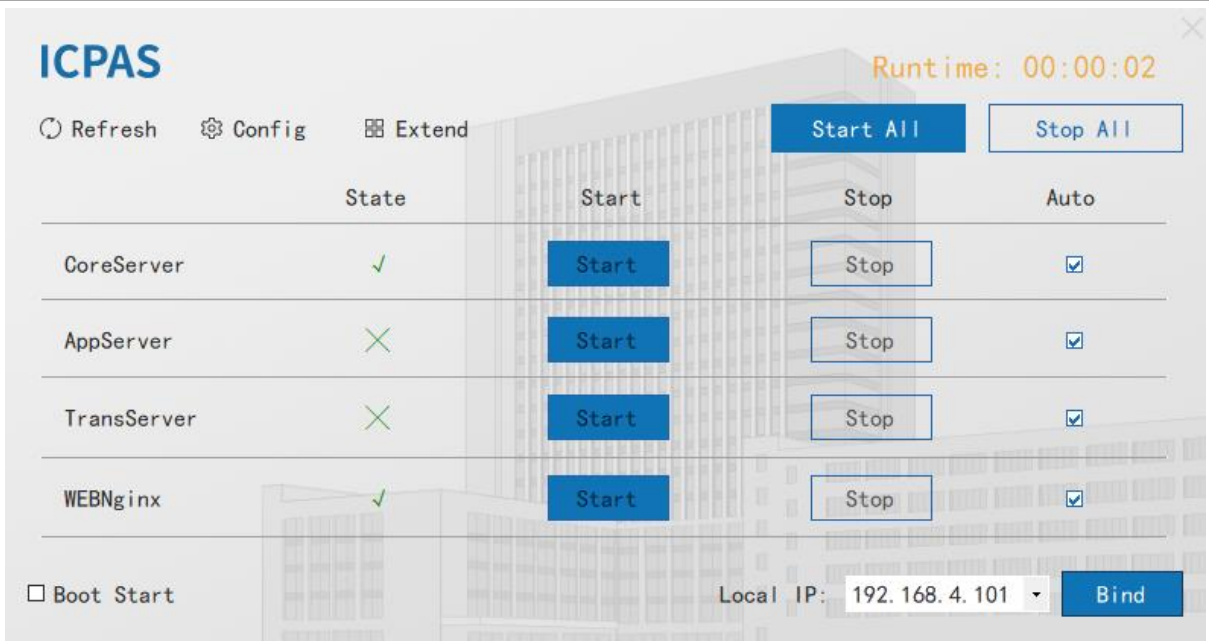 ICPAS
Runtime: 00:00:02
Refresh Config Extend Start All Stop All
State Start Stop Auto
CoreServer Start Stop
AppServer Start Stop
TransServer Start Stop
WEBNginx Start Stop
Boot Start Local IP: 192.168.4.101 Bind